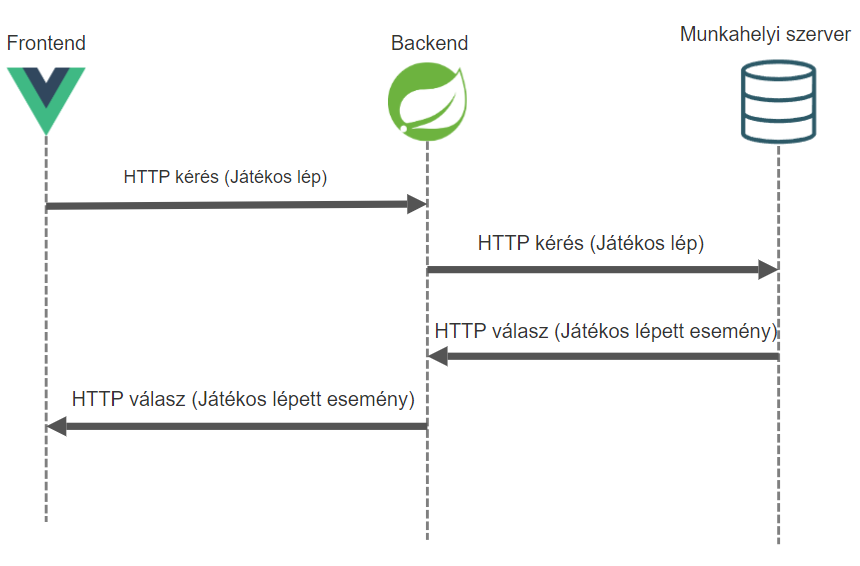 Frontend
Backend
Munkahelyi szerver
HTTP kérés (Játékos lép)
HTTP kérés (Játékos lép)
HTTP válasz (Játékos lépett esemény)
HTTP válasz (Játékos lépett esemény)